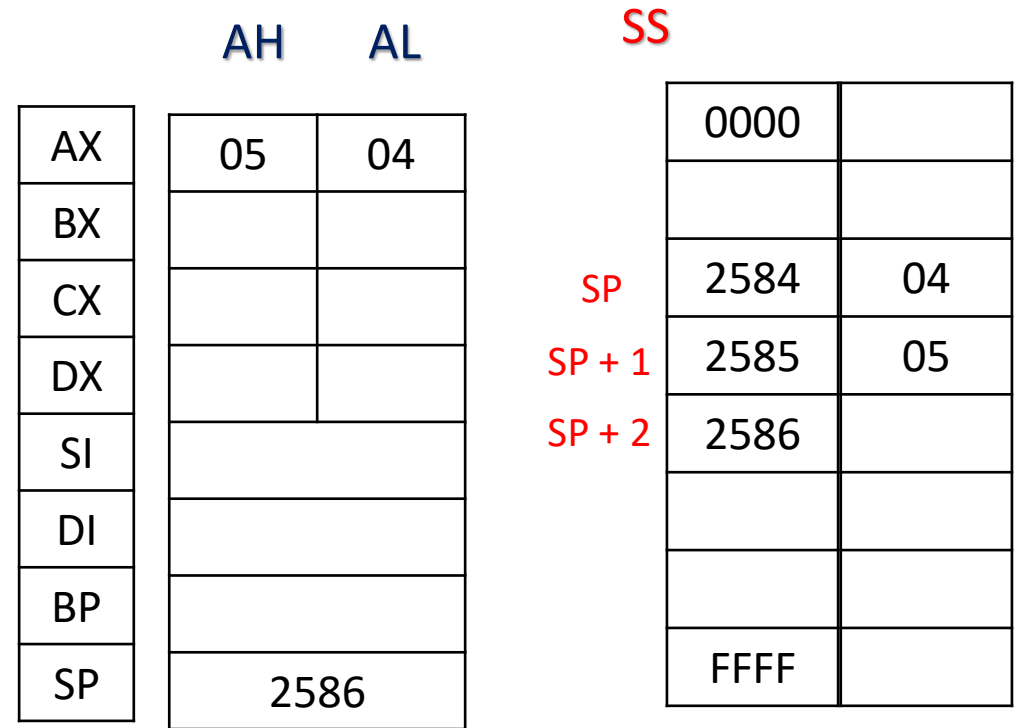 AH AL
SS
AX 05 04
BX
CX
DX
SI
DI
BP
SP 2586
0000
SP 2584 04
SP + 1 2585 05
SP + 2 2586
FFFF